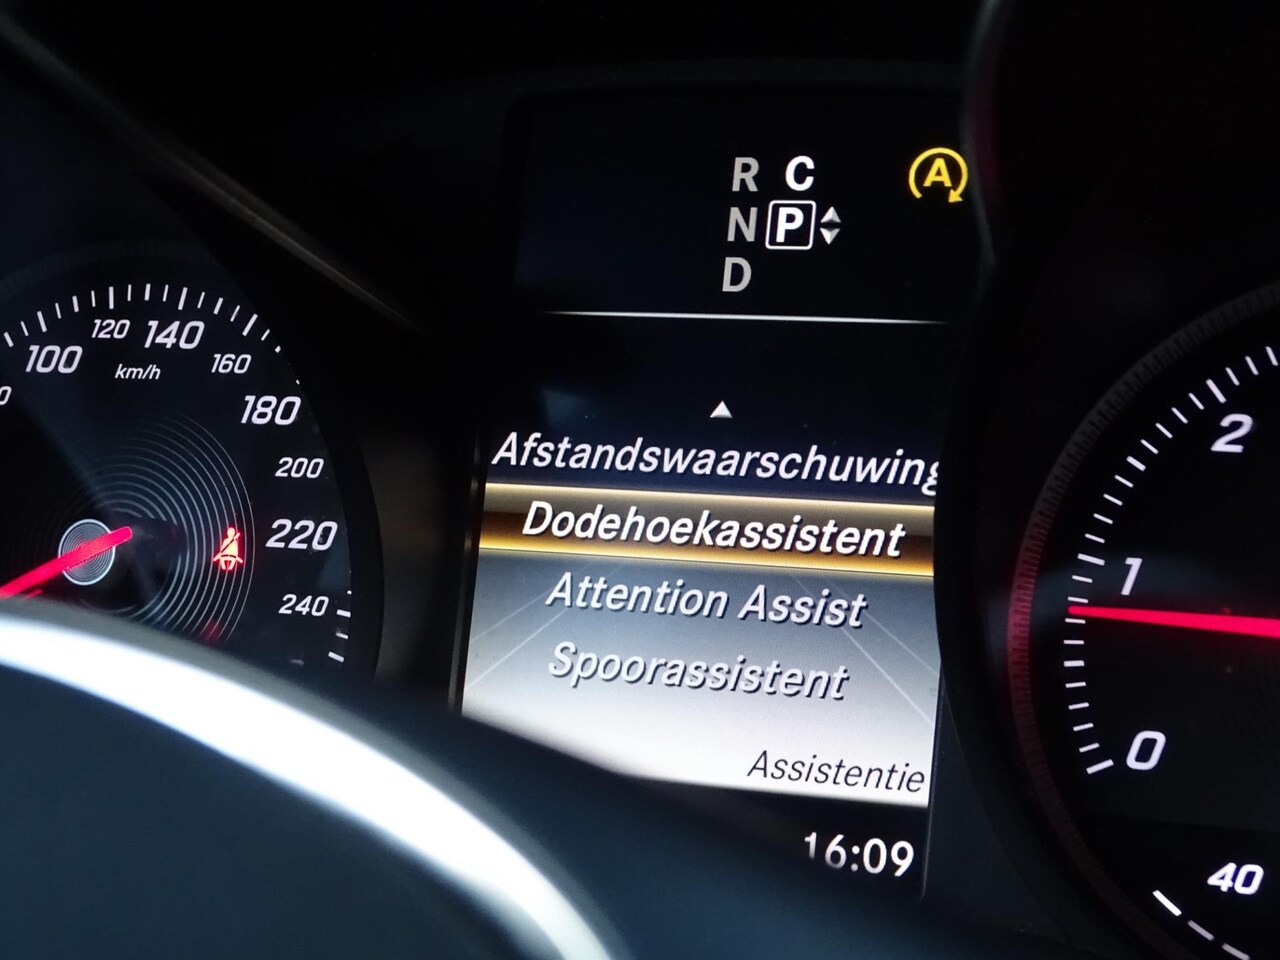 R C
A
N P
D
100
120
140
160
km/h
180
200
220
240
Afstandswaarschuwing
Dodehoekassistent
Attention Assist
Spoorassistent
Assistentie
16:09
2
1
0
40